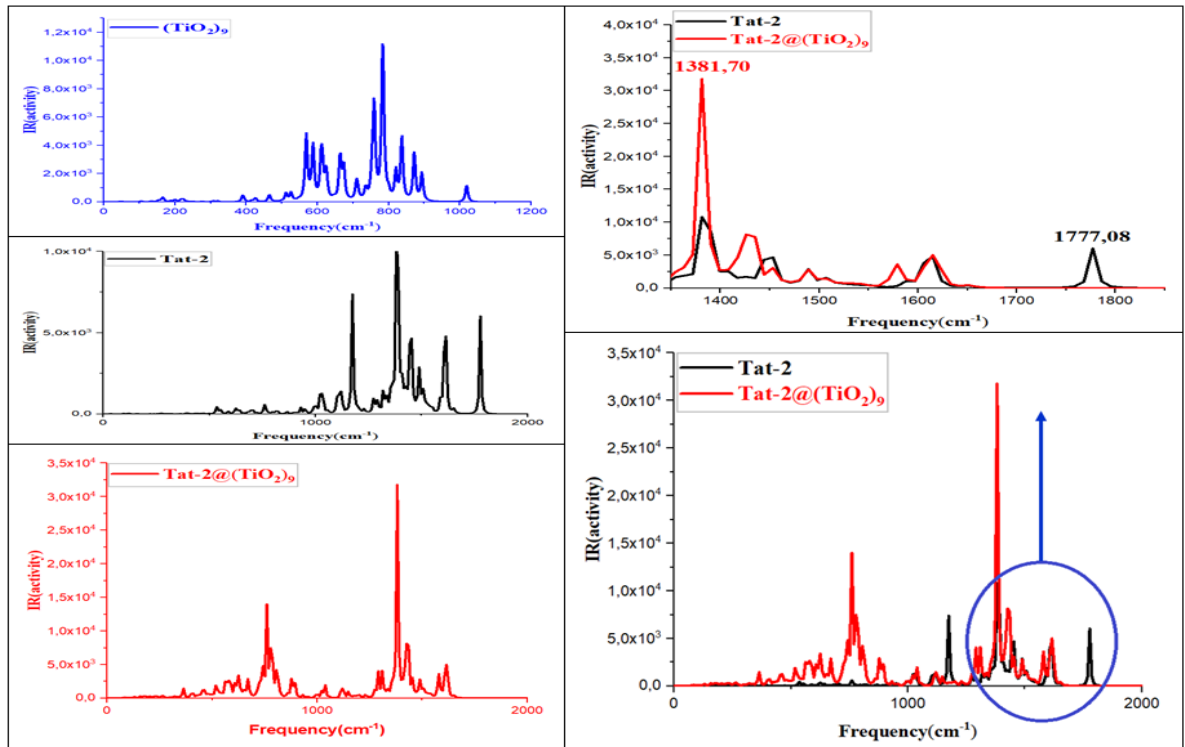 (TiO₂)₉
1,2x10⁴
1,0x10⁴
8,0x10³
6,0x10³
4,0x10³
2,0x10³
0,0
IR(activity)
0 200 400 600 800 1000 1200
Frequency(cm⁻¹)
Tat-2
1,0x10⁴
5,0x10³
0,0
IR(activity)
0 1000 2000
Frequency(cm⁻¹)
Tat-2@(TiO₂)₉
3,5x10⁴
3,0x10⁴
2,5x10⁴
2,0x10⁴
1,5x10⁴
1,0x10⁴
5,0x10³
0,0
IR(activity)
0 1000 2000
Frequency(cm⁻¹)
Tat-2
Tat-2@(TiO₂)₉
1381,70
1777,08
4,0x10⁴
3,5x10⁴
3,0x10⁴
2,5x10⁴
2,0x10⁴
1,5x10⁴
1,0x10⁴
5,0x10³
0,0
IR(activity)
1400 1500 1600 1700 1800
Frequency(cm⁻¹)
Tat-2
Tat-2@(TiO₂)₉
3,5x10⁴
3,0x10⁴
2,5x10⁴
2,0x10⁴
1,5x10⁴
1,0x10⁴
5,0x10³
0,0
IR(activity)
0 1000 2000
Frequency(cm⁻¹)